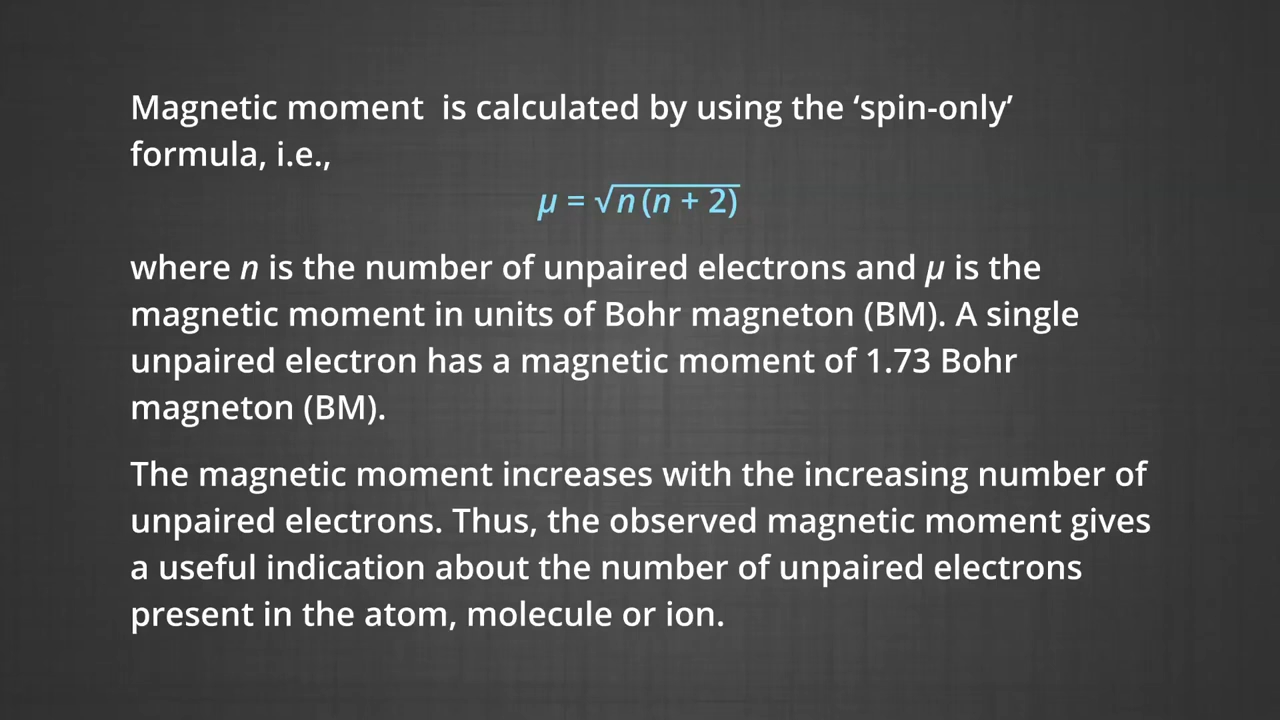 Magnetic moment  is calculated by using the ‘spin-only’
formula, i.e.,
μ = √n (n + 2)
where n is the number of unpaired electrons and μ is the
magnetic moment in units of Bohr magneton (BM). A single
unpaired electron has a magnetic moment of 1.73 Bohr
magneton (BM).
The magnetic moment increases with the increasing number of
unpaired electrons. Thus, the observed magnetic moment gives
a useful indication about the number of unpaired electrons
present in the atom, molecule or ion.